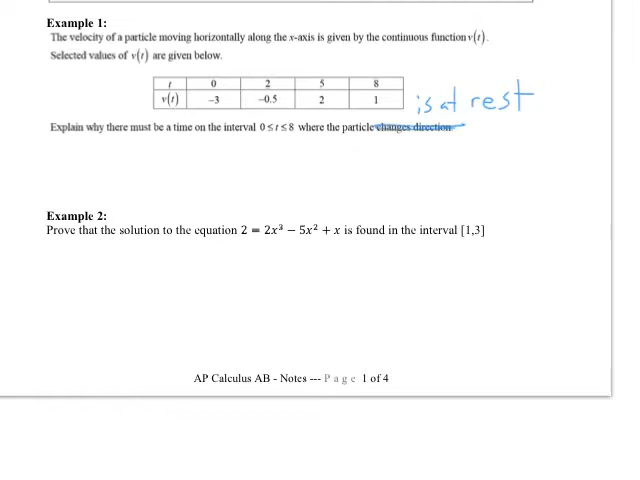 Example 1:
The velocity of a particle moving horizontally along the x-axis is given by the continuous function v(t).
Selected values of v(t) are given below.
t 0 2 5 8
v(t) −3 −0.5 2 1
is at rest
Explain why there must be a time on the interval 0 ≤ t ≤ 8 where the particle changes direction.
Example 2:
Prove that the solution to the equation 2 = 2x³ − 5x² + x is found in the interval [1,3]
AP Calculus AB - Notes --- Page 1 of 4